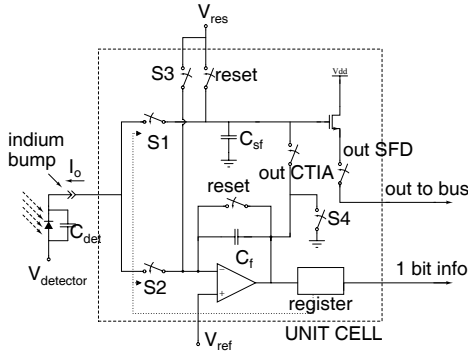 V_res
S3
reset
Vdd
S1
C_sf
indium
bump
I_o
out CTIA
out SFD
reset
out to bus
C_det
S4
C_f
V_detector
S2
−
+
1 bit info
register
V_ref
UNIT CELL